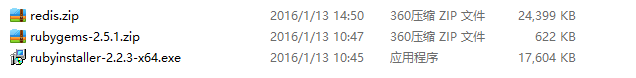 redis.zip 2016/1/13 14:50 360压缩 ZIP 文件 24,399 KB
rubygems-2.5.1.zip 2016/1/13 10:47 360压缩 ZIP 文件 622 KB
rubyinstaller-2.2.3-x64.exe 2016/1/13 10:45 应用程序 17,604 KB